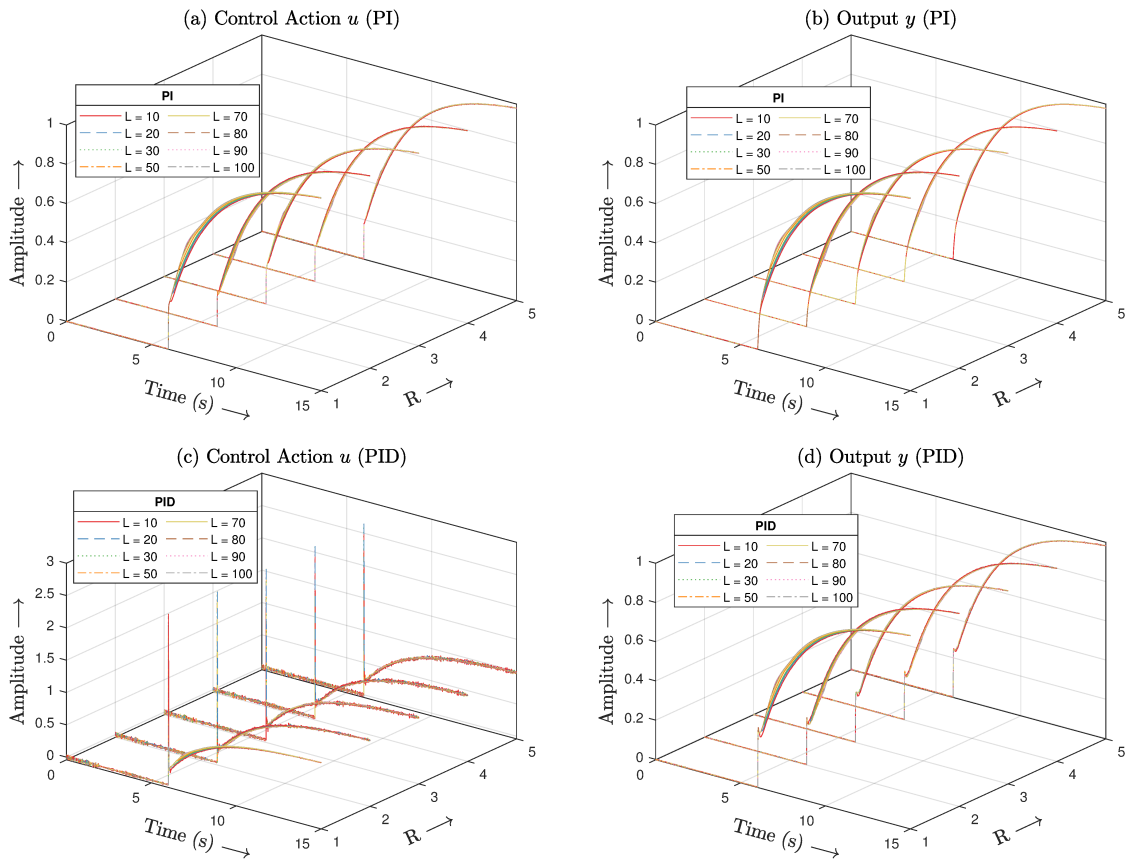 (a) Control Action u (PI)
PI
L = 10 L = 70
L = 20 L = 80
L = 30 L = 90
L = 50 L = 100
1
0.8
0.6
0.4
0.2
0
Amplitude →
0
5
10
15
Time (s) →
1
2
3
4
5
R →
(b) Output y (PI)
PI
L = 10 L = 70
L = 20 L = 80
L = 30 L = 90
L = 50 L = 100
1
0.8
0.6
0.4
0.2
0
Amplitude →
0
5
10
15
Time (s) →
1
2
3
4
5
R →
(c) Control Action u (PID)
PID
L = 10 L = 70
L = 20 L = 80
L = 30 L = 90
L = 50 L = 100
3
2.5
2
1.5
1
0.5
0
Amplitude →
0
5
10
15
Time (s) →
1
2
3
4
5
R →
(d) Output y (PID)
PID
L = 10 L = 70
L = 20 L = 80
L = 30 L = 90
L = 50 L = 100
1
0.8
0.6
0.4
0.2
0
Amplitude →
0
5
10
15
Time (s) →
1
2
3
4
5
R →